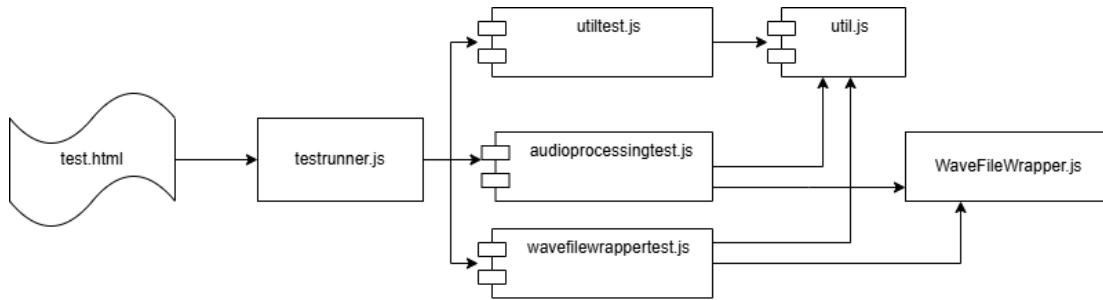 utiltest.js
util.js
test.html
testrunner.js
audioprocessingtest.js
WaveFileWrapper.js
wavefilewrappertest.js